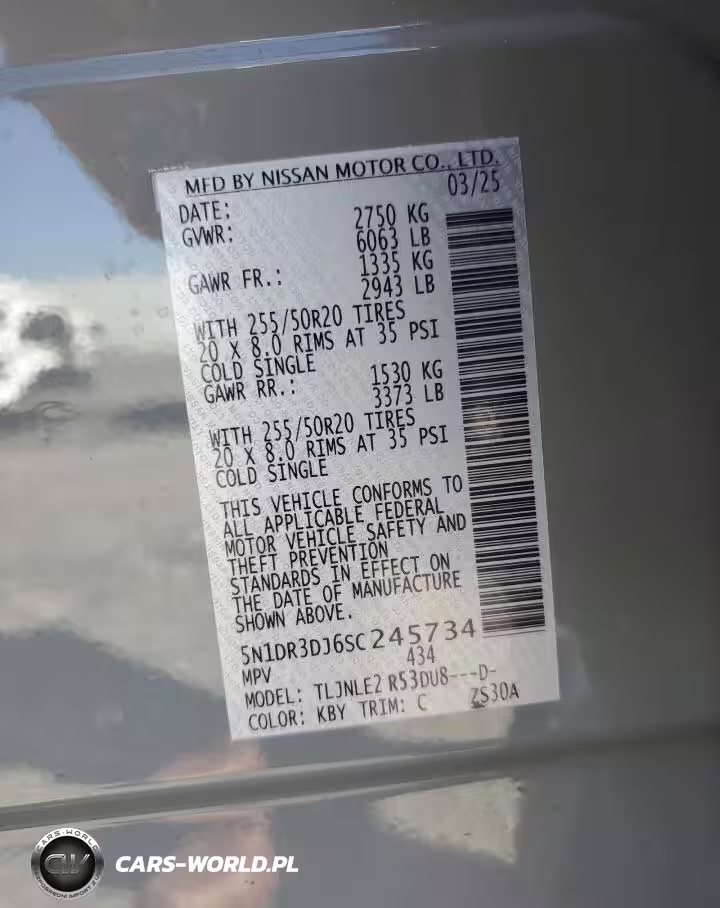 MFD BY NISSAN MOTOR CO., LTD.
DATE: 03/25
GVWR: 2750 KG
6063 LB
GAWR FR.: 1335 KG
2943 LB
WITH 255/50R20 TIRES
20 X 8.0 RIMS AT 35 PSI
COLD SINGLE
GAWR RR.: 1530 KG
3373 LB
WITH 255/50R20 TIRES
20 X 8.0 RIMS AT 35 PSI
COLD SINGLE
THIS VEHICLE CONFORMS TO
ALL APPLICABLE FEDERAL
MOTOR VEHICLE SAFETY AND
THEFT PREVENTION
STANDARDS IN EFFECT ON
THE DATE OF MANUFACTURE
SHOWN ABOVE.
5N1DR3DJ6SC245734
MPV 434
MODEL: TLJNLE2 R53DU8---D-
COLOR: KBY TRIM: C ZS30A
CARS-WORLD
CW
CARS-WORLD.PL